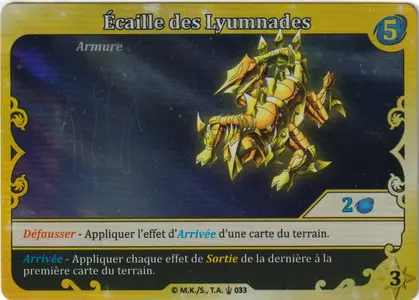 Écaille des Lyumnades
5
Armure
2
Défausser - Appliquer l'effet d'Arrivée d'une carte du terrain.
Arrivée - Appliquer chaque effet de Sortie de la dernière à la
première carte du terrain.
3
© M.K./S., T.A. 033